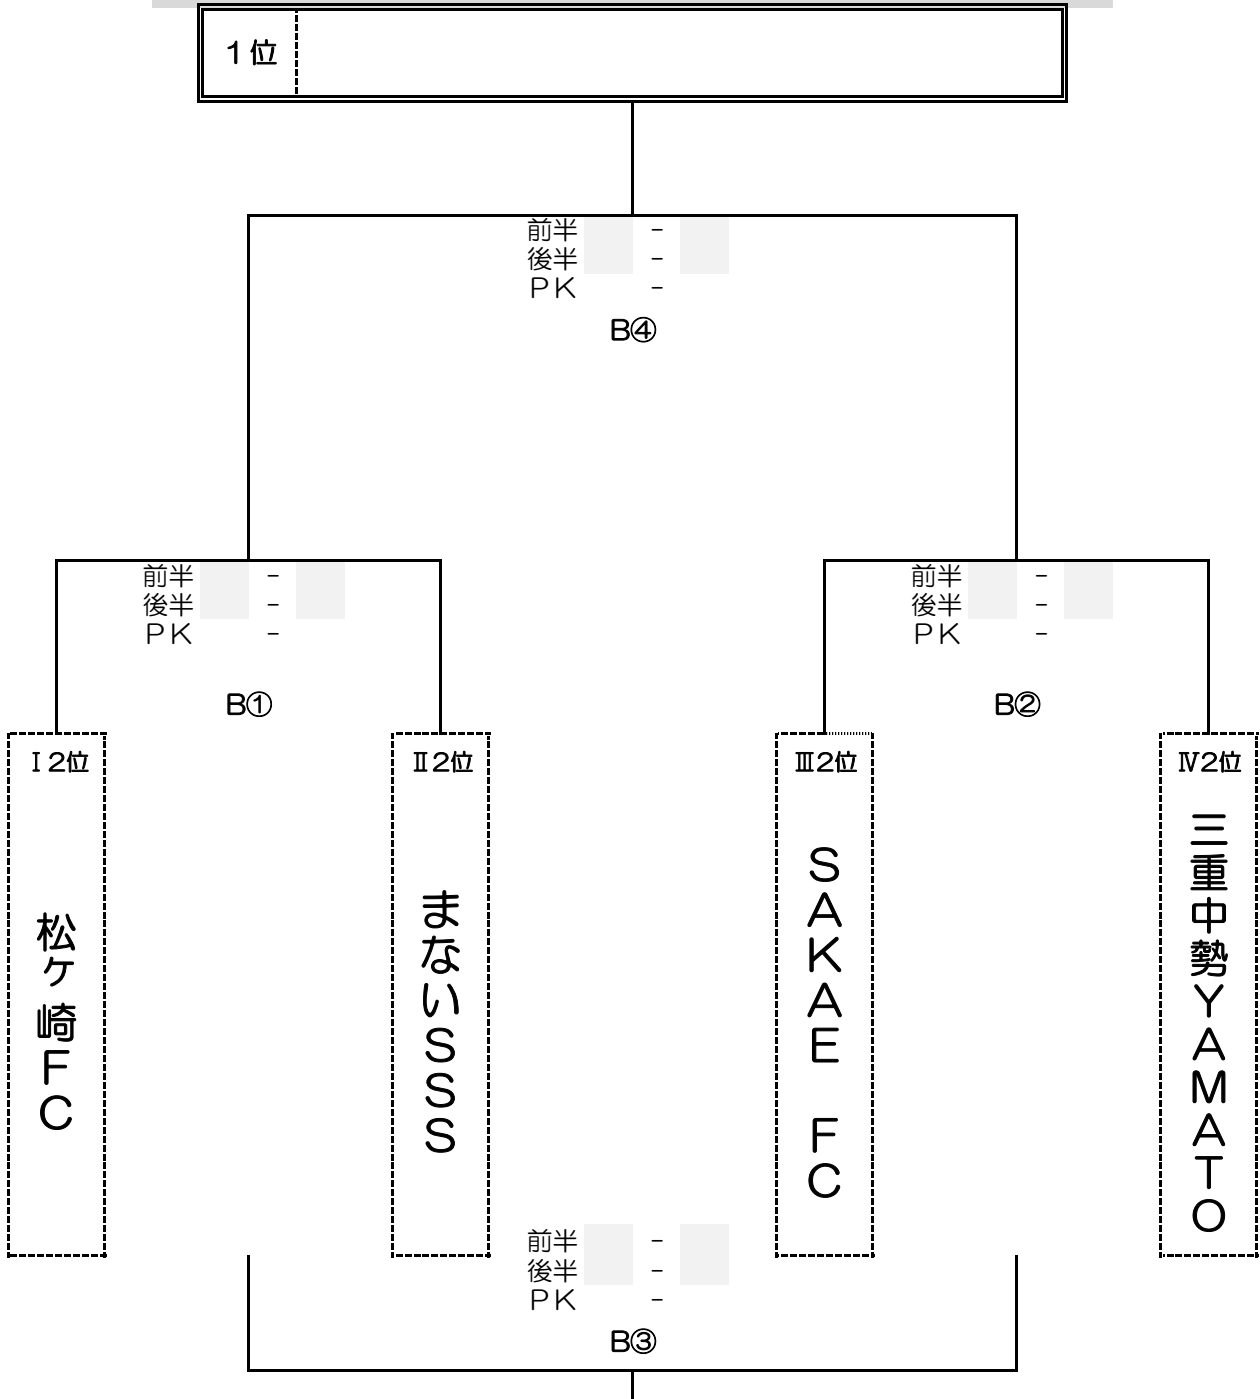 １位
前半 -
後半 -
ＰＫ -
B④
前半 -
後半 -
ＰＫ -
B①
前半 -
後半 -
ＰＫ -
B②
Ⅰ2位
松ケ崎ＦＣ
Ⅱ2位
まないＳＳＳ
Ⅲ2位
ＳＡＫＡＥ　ＦＣ
Ⅳ2位
三重中勢ＹＡＭＡＴＯ
前半 -
後半 -
ＰＫ -
B③